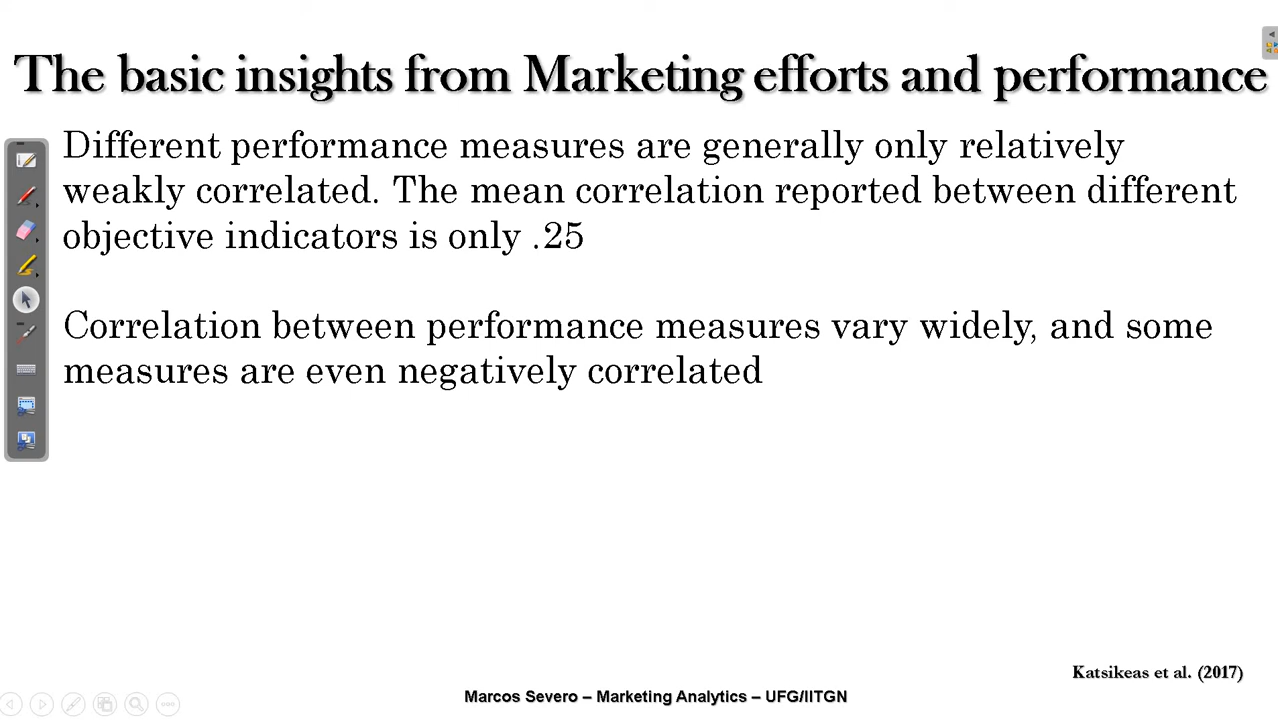 The basic insights from Marketing efforts and performance
Different performance measures are generally only relatively
weakly correlated. The mean correlation reported between different
objective indicators is only .25
Correlation between performance measures vary widely, and some
measures are even negatively correlated
Katsikeas et al. (2017)
Marcos Severo – Marketing Analytics – UFG/IITGN